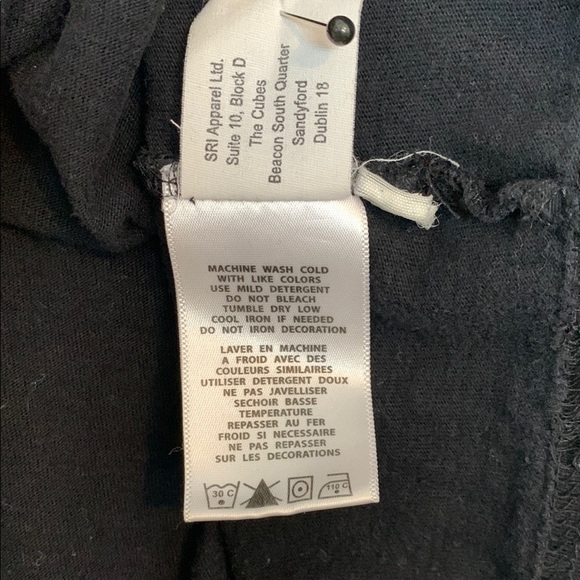 SRI Apparel Ltd.
Suite 10, Block D
The Cubes
Beacon South Quarter
Sandyford
Dublin 18
MACHINE WASH COLD
WITH LIKE COLORS
USE MILD DETERGENT
DO NOT BLEACH
TUMBLE DRY LOW
COOL IRON IF NEEDED
DO NOT IRON DECORATION
LAVER EN MACHINE
A FROID AVEC DES
COULEURS SIMILAIRES
UTILISER DETERGENT DOUX
NE PAS JAVELLISER
SECHOIR BASSE
TEMPERATURE
REPASSER AU FER
FROID SI NECESSAIRE
NE PAS REPASSER
SUR LES DECORATIONS
30 C 110 C